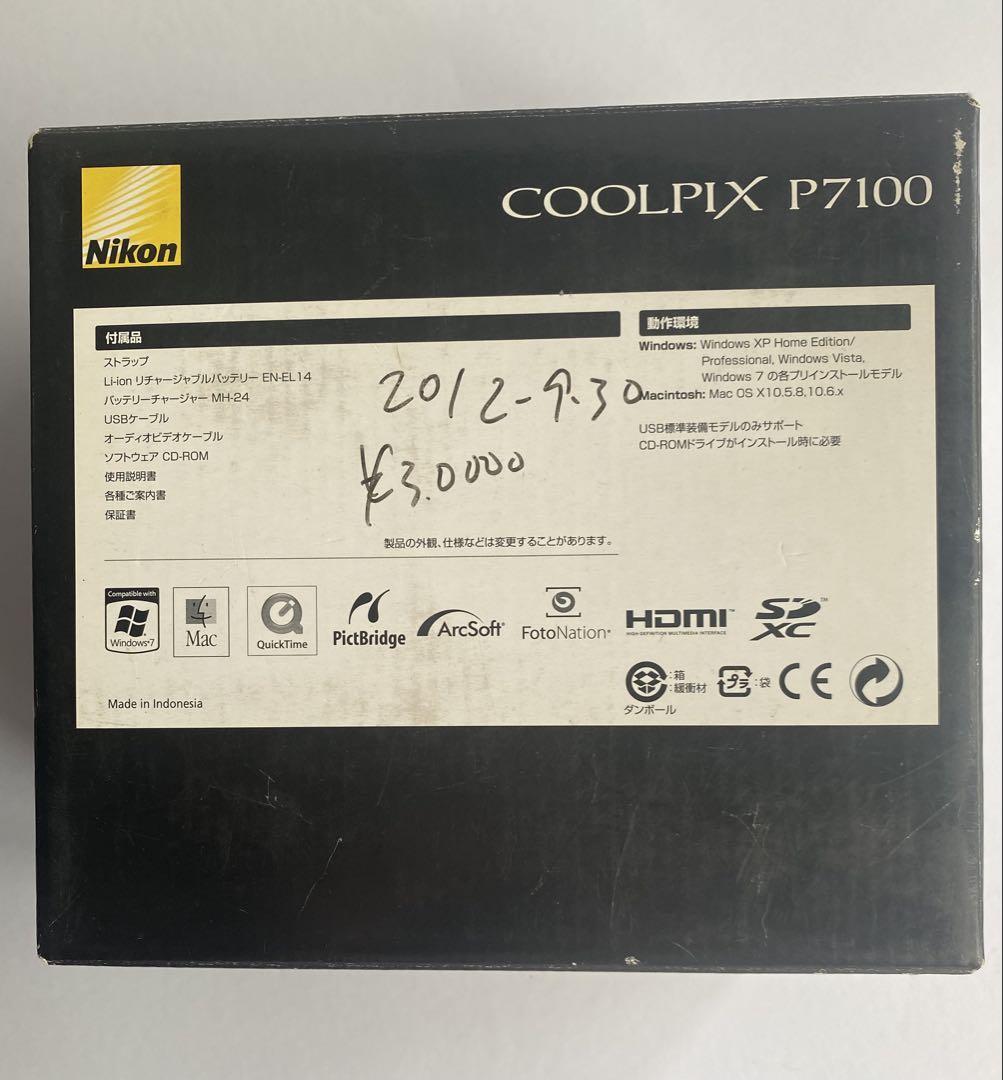 Nikon
COOLPIX P7100
付属品
ストラップ
Li-ion リチャージャブルバッテリー EN-EL14
バッテリーチャージャー MH-24
USBケーブル
オーディオビデオケーブル
ソフトウェア CD-ROM
使用説明書
各種ご案内書
保証書
2012-9.30
¥3.0000
製品の外観、仕様などは変更することがあります。
動作環境
Windows: Windows XP Home Edition/
Professional, Windows Vista,
Windows 7 の各プリインストールモデル
Macintosh: Mac OS X10.5.8,10.6.x
USB標準装備モデルのみサポート
CD-ROMドライブがインストール時に必要
Compatible with
Windows®7
Mac
QuickTime
PictBridge
ArcSoft®
FotoNation®
HDMI™
HIGH-DEFINITION MULTIMEDIA INTERFACE
SD™
XC
:箱
:緩衝材
ダンボール
プラ
:袋
CE
Made in Indonesia